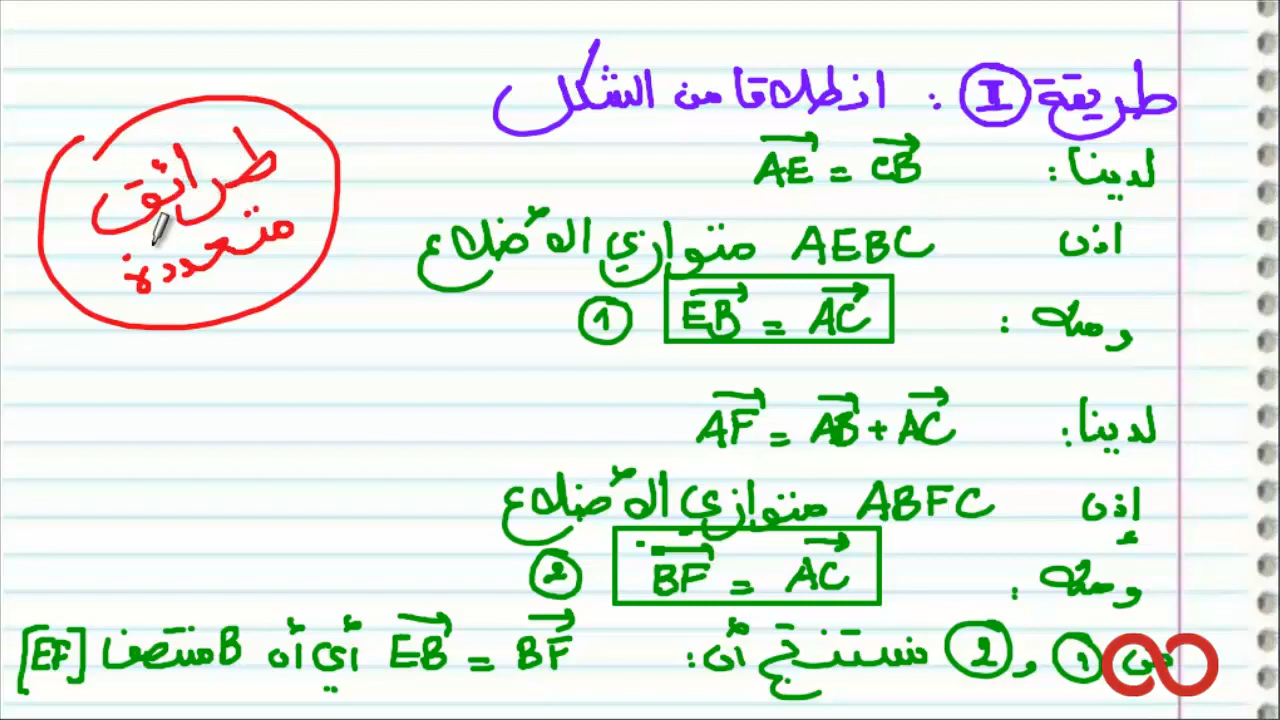 طريقة I : انطلاقا من الشكل
لدينا : AE = CB
اذن AEBC متوازي الأضلاع
ومنه : EB = AC ①
لدينا : AF = AB + AC
إذن ABFC متوازي الأضلاع
ومنه : BF = AC ②
من ① و ② نستنتج أن : EB = BF أي أن B منتصف [EF]
طرائق
متعددة